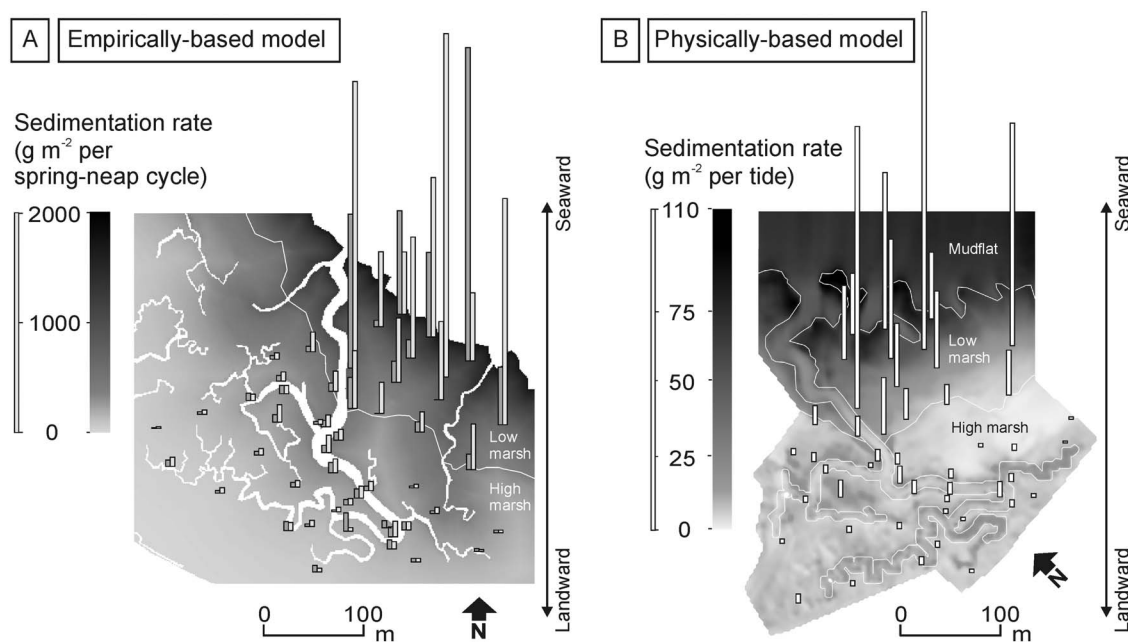 A
Empirically-based model
Sedimentation rate
(g m⁻² per
spring-neap cycle)
2000
1000
0
Low
marsh
High
marsh
Seaward
Landward
0
100
m
N
B
Physically-based model
Sedimentation rate
(g m⁻² per tide)
110
75
50
25
0
Mudflat
Low
marsh
High marsh
Seaward
Landward
0
100
m
N